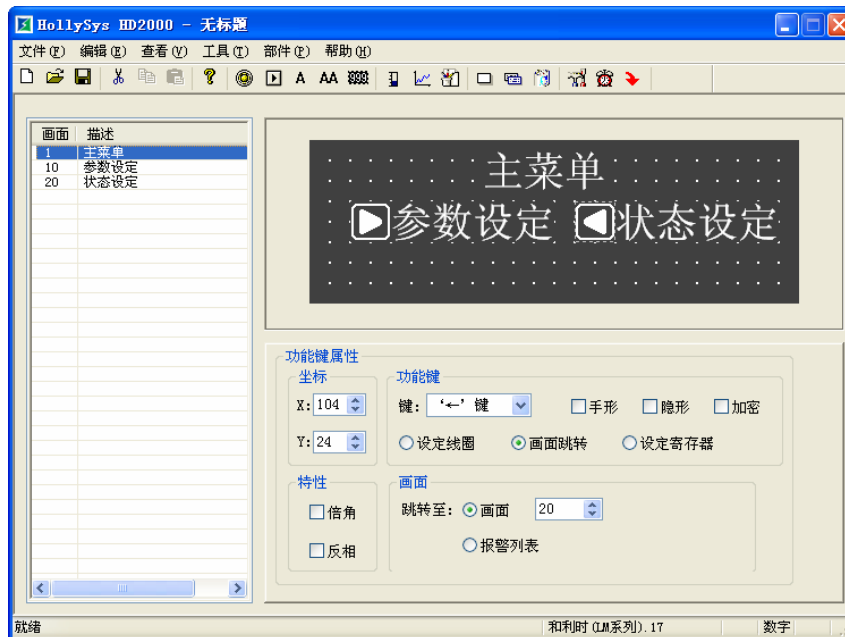 HollySys HD2000 - 无标题
文件(F) 编辑(E) 查看(V) 工具(T) 部件(P) 帮助(H)
A AA
画面 描述
1 主菜单
10 参数设定
20 状态设定
主菜单
参数设定 状态设定
功能键属性
坐标
X: 104
Y: 24
功能键
键: ‘←’键 手形 隐形 加密
设定线圈 画面跳转 设定寄存器
特性
倍角
反相
画面
跳转至: 画面 20
报警列表
就绪 和利时(LM系列).17 数字